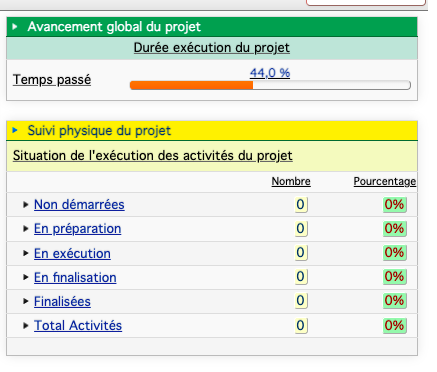 Avancement global du projet
Durée exécution du projet
Temps passé 44,0 %
Suivi physique du projet
Situation de l'exécution des activités du projet
Nombre Pourcentage
Non démarrées 0 0%
En préparation 0 0%
En exécution 0 0%
En finalisation 0 0%
Finalisées 0 0%
Total Activités 0 0%